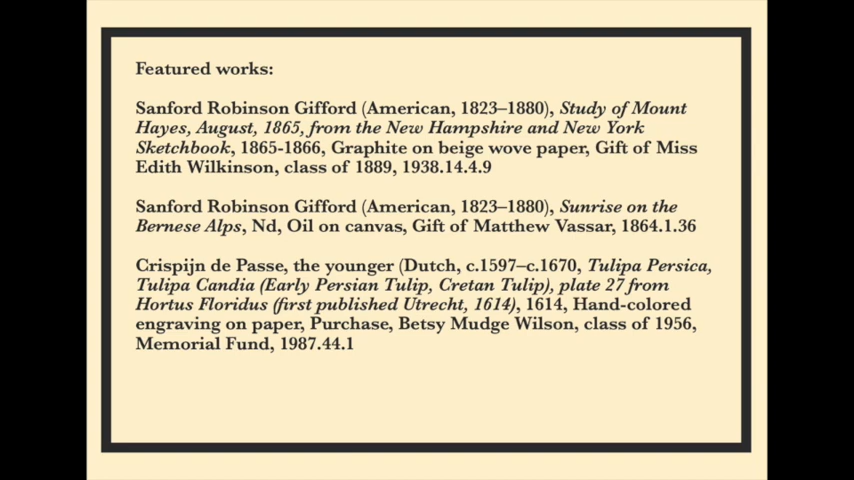 Featured works:
Sanford Robinson Gifford (American, 1823–1880), Study of Mount
Hayes, August, 1865, from the New Hampshire and New York
Sketchbook, 1865-1866, Graphite on beige wove paper, Gift of Miss
Edith Wilkinson, class of 1889, 1938.14.4.9
Sanford Robinson Gifford (American, 1823–1880), Sunrise on the
Bernese Alps, Nd, Oil on canvas, Gift of Matthew Vassar, 1864.1.36
Crispijn de Passe, the younger (Dutch, c.1597–c.1670, Tulipa Persica,
Tulipa Candia (Early Persian Tulip, Cretan Tulip), plate 27 from
Hortus Floridus (first published Utrecht, 1614), 1614, Hand-colored
engraving on paper, Purchase, Betsy Mudge Wilson, class of 1956,
Memorial Fund, 1987.44.1